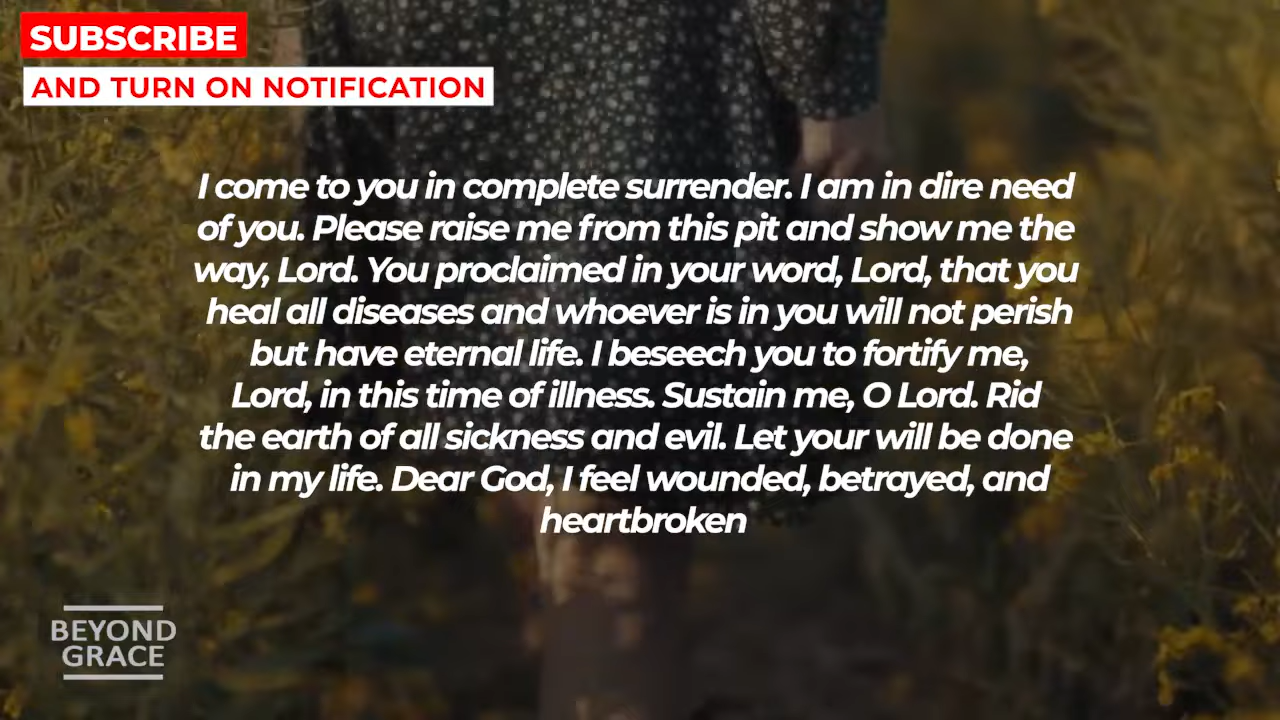 SUBSCRIBE
AND TURN ON NOTIFICATION
I come to you in complete surrender. I am in dire need
of you. Please raise me from this pit and show me the
way, Lord. You proclaimed in your word, Lord, that you
heal all diseases and whoever is in you will not perish
but have eternal life. I beseech you to fortify me,
Lord, in this time of illness. Sustain me, O Lord. Rid
the earth of all sickness and evil. Let your will be done
in my life. Dear God, I feel wounded, betrayed, and
heartbroken
BEYOND
GRACE